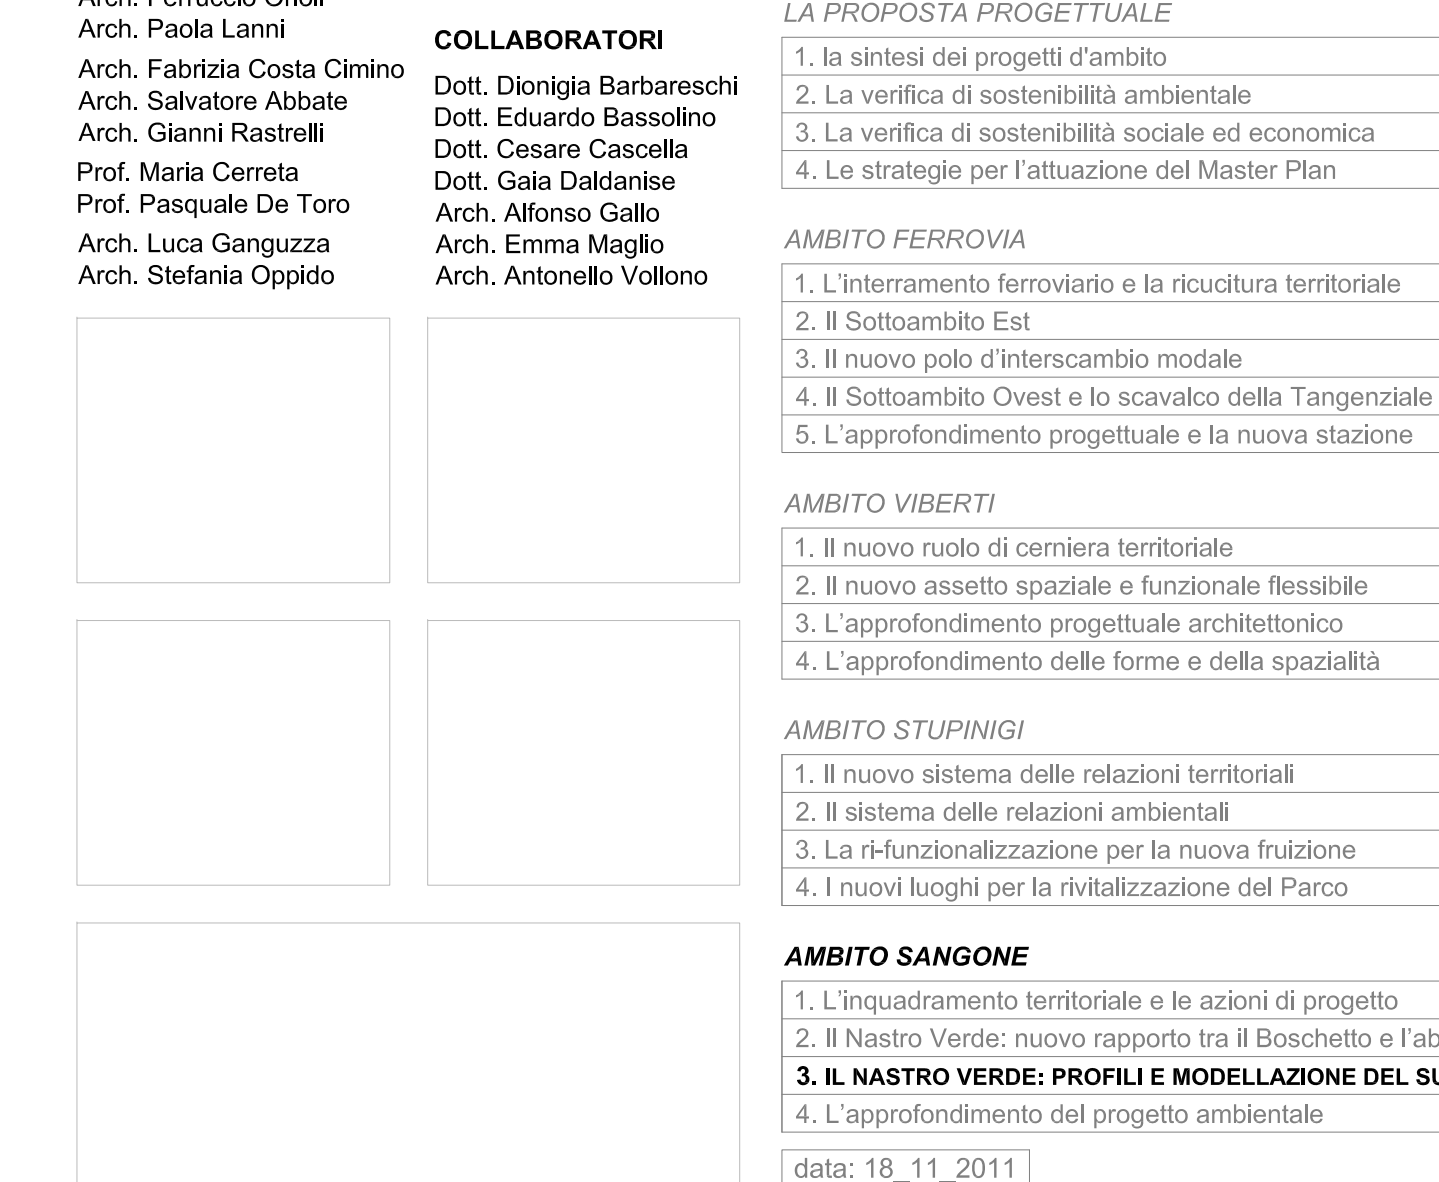 Arch. Paola Lanni
Arch. Fabrizia Costa Cimino
Arch. Salvatore Abbate
Arch. Gianni Rastrelli
Prof. Maria Cerreta
Prof. Pasquale De Toro
Arch. Luca Ganguzza
Arch. Stefania Oppido
COLLABORATORI
Dott. Dionigia Barbareschi
Dott. Eduardo Bassolino
Dott. Cesare Cascella
Dott. Gaia Daldanise
Arch. Alfonso Gallo
Arch. Emma Maglio
Arch. Antonello Vollono
LA PROPOSTA PROGETTUALE
1. la sintesi dei progetti d'ambito
2. La verifica di sostenibilità ambientale
3. La verifica di sostenibilità sociale ed economica
4. Le strategie per l’attuazione del Master Plan
AMBITO FERROVIA
1. L’interramento ferroviario e la ricucitura territoriale
2. Il Sottoambito Est
3. Il nuovo polo d’interscambio modale
4. Il Sottoambito Ovest e lo scavalco della Tangenziale
5. L’approfondimento progettuale e la nuova stazione
AMBITO VIBERTI
1. Il nuovo ruolo di cerniera territoriale
2. Il nuovo assetto spaziale e funzionale flessibile
3. L’approfondimento progettuale architettonico
4. L’approfondimento delle forme e della spazialità
AMBITO STUPINIGI
1. Il nuovo sistema delle relazioni territoriali
2. Il sistema delle relazioni ambientali
3. La ri-funzionalizzazione per la nuova fruizione
4. I nuovi luoghi per la rivitalizzazione del Parco
AMBITO SANGONE
1. L’inquadramento territoriale e le azioni di progetto
2. Il Nastro Verde: nuovo rapporto tra il Boschetto e l’ab
3. IL NASTRO VERDE: PROFILI E MODELLAZIONE DEL SU
4. L’approfondimento del progetto ambientale
data: 18_11_2011